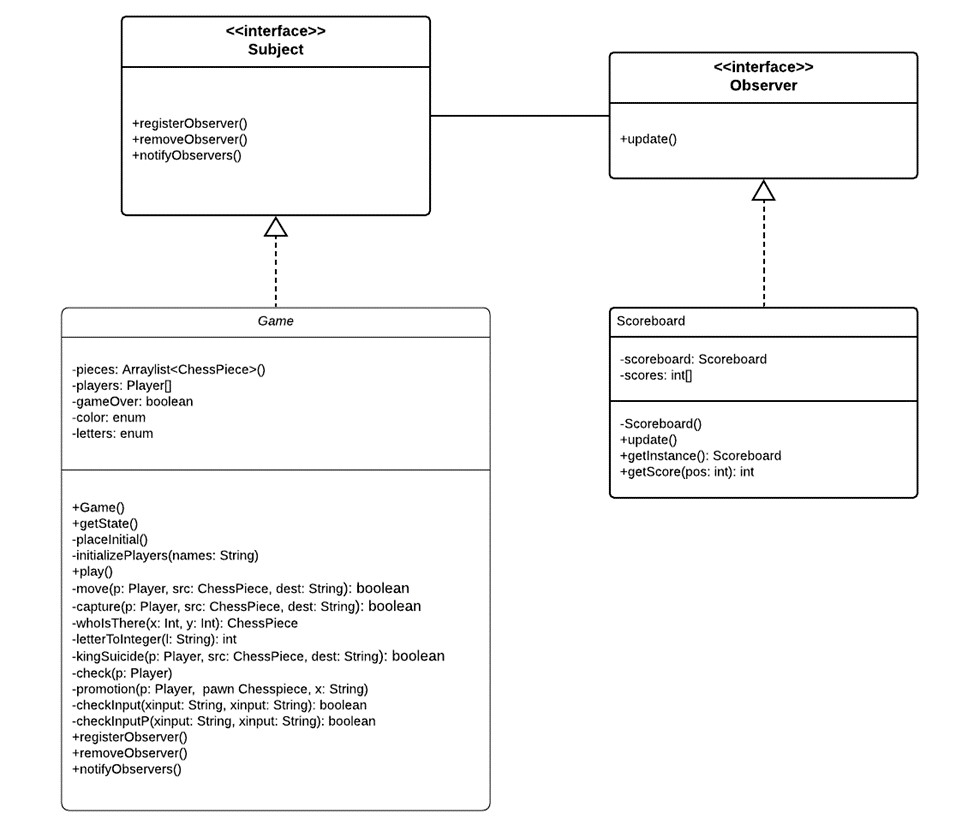 <<interface>>
Subject
+registerObserver()
+removeObserver()
+notifyObservers()
<<interface>>
Observer
+update()
Game
-pieces: Arraylist<ChessPiece>()
-players: Player[]
-gameOver: boolean
-color: enum
-letters: enum
+Game()
+getState()
-placeInitial()
-initializePlayers(names: String)
+play()
-move(p: Player, src: ChessPiece, dest: String): boolean
-capture(p: Player, src: ChessPiece, dest: String): boolean
-whoIsThere(x: Int, y: Int): ChessPiece
-letterToInteger(l: String): int
-kingSuicide(p: Player, src: ChessPiece, dest: String): boolean
-check(p: Player)
-promotion(p: Player, pawn Chesspiece, x: String)
-checkInput(xinput: String, xinput: String): boolean
-checkInputP(xinput: String, xinput: String): boolean
+registerObserver()
+removeObserver()
+notifyObservers()
Scoreboard
-scoreboard: Scoreboard
-scores: int[]
-Scoreboard()
+update()
+getInstance(): Scoreboard
+getScore(pos: int): int